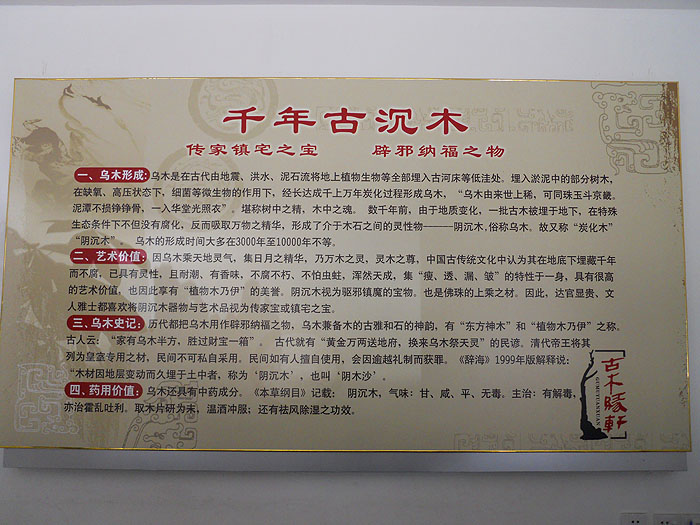 千年古沉木
传家镇宅之宝 辟邪纳福之物
一、乌木形成:乌木是在古代由地震、洪水、泥石流将地上植物生物等全部埋入古河床等低洼处。埋入淤泥中的部分树木,
在缺氧、高压状态下,细菌等微生物的作用下,经长达成千上万年炭化过程形成乌木,“乌木由来世上稀,可同珠玉斗京畿。
泥潭不损铮铮骨,一入华堂光照衣”。堪称树中之精,木中之魂。 数千年前,由于地质变化,一批古木被埋于地下,在特殊
生态条件下不但没有腐化,反而吸取万物之精华,形成了介于木石之间的灵性物-------阴沉木,俗称乌木。故又称“炭化木”
“阴沉木” 乌木的形成时间大多在3000年至10000年不等。
二、艺术价值:因乌木乘天地灵气,集日月之精华,乃万木之灵,灵木之尊,中国古传统文化中认为其在地底下埋藏千年
而不腐,已具有灵性,且耐潮、有香味,不腐不朽、不怕虫蛀,浑然天成,集“瘦、透、漏、皱”的特性于一身,具有很高
的艺术价值,也因此享有“植物木乃伊”的美誉。阴沉视为驱邪镇魔的宝物。也是佛珠的上乘之材。因此,达官显贵、文
人雅士都喜欢将阴沉木器物与艺术品视为传家宝或镇宅之宝。
三、乌木史记:历代都把乌木用作辟邪纳福之物,乌木兼备木的古雅和石的神韵,有“东方神木”和“植物木乃伊”之称。
古人云:“家有乌木半方,胜过财宝一箱”。 古代就有“黄金万两送地府,换来乌木祭天灵”的民谚。清代帝王将其
列为皇室专用之材,民间不可私自采用。民间如有人擅自使用,会因逾越礼制而获罪。《辞海》1999年版解释说:
“木材因地层变动而久埋于土中者,称为‘阴沉木’,也叫‘阴木沙’。
四、药用价值:乌木还具有中药成分。《本草纲目》记载: 阴沉木,气味:甘、咸、平、无毒。主治:有解毒,
亦治霍乱吐利。取木片研为末,温酒冲服;还有祛风除湿之功效。
古木缘轩
GUMUYUANXUAN